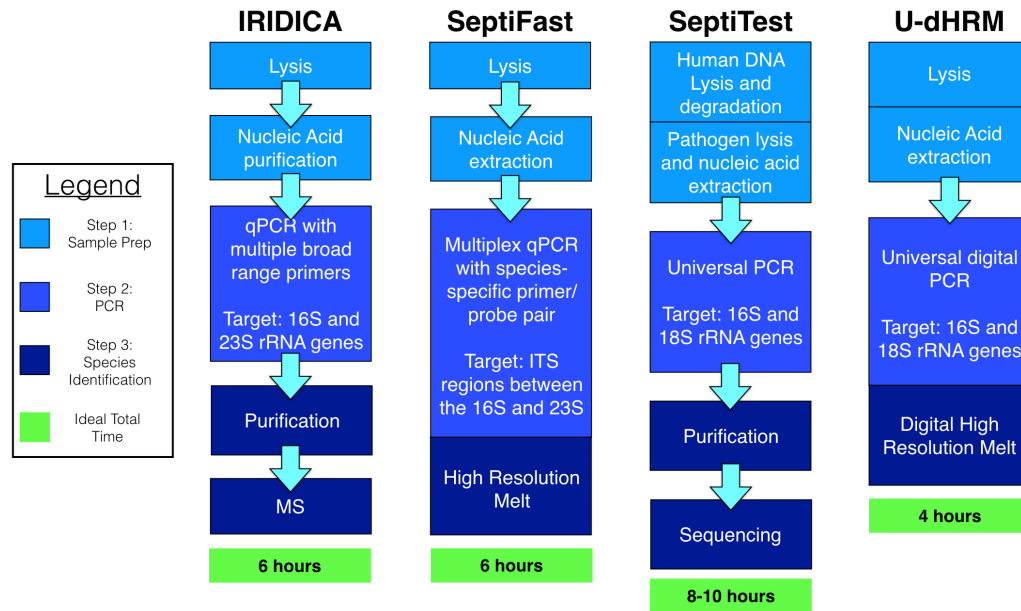 IRIDICA
Lysis
Nucleic Acid
purification
qPCR with
multiple broad
range primers
Target: 16S and
23S rRNA genes
Purification
MS
6 hours
SeptiFast
Lysis
Nucleic Acid
extraction
Multiplex qPCR
with species-
specific primer/
probe pair
Target: ITS
regions between
the 16S and 23S
High Resolution
Melt
6 hours
SeptiTest
Human DNA
Lysis and
degradation
Pathogen lysis
and nucleic acid
extraction
Universal PCR
Target: 16S and
18S rRNA genes
Purification
Sequencing
8-10 hours
U-dHRM
Lysis
Nucleic Acid
extraction
Universal digital
PCR
Target: 16S and
18S rRNA genes
Digital High
Resolution Melt
4 hours
Legend
Step 1:
Sample Prep
Step 2:
PCR
Step 3:
Species
Identification
Ideal Total
Time